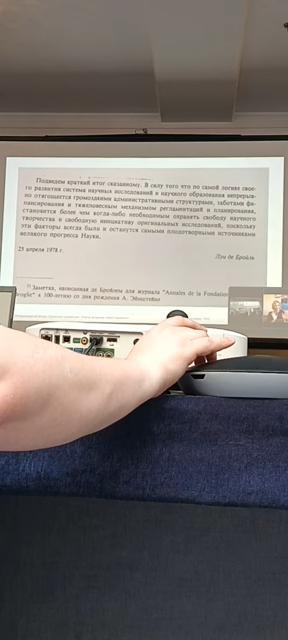 Подведем краткий итог сказанному. В силу того что по самой логике свое-
го развития система научных исследований и научного образования непрерыв-
но отягощается громоздкими административными структурами, заботами фи-
нансирования и тяжеловесным механизмом регламентаций и планирования,
становится более чем когда-либо необходимым охранять свободу научного
творчества и свободную инициативу оригинальных исследований, поскольку
эти факторы всегда были и останутся самыми плодотворными источниками
великого прогресса Науки.
25 апреля 1978 г.
Луи де Бройль
Заметка, написанная де Бройлем для журнала "Annales de la Fondation
Broglie" к 100-летию со дня рождения А. Эйнштейна